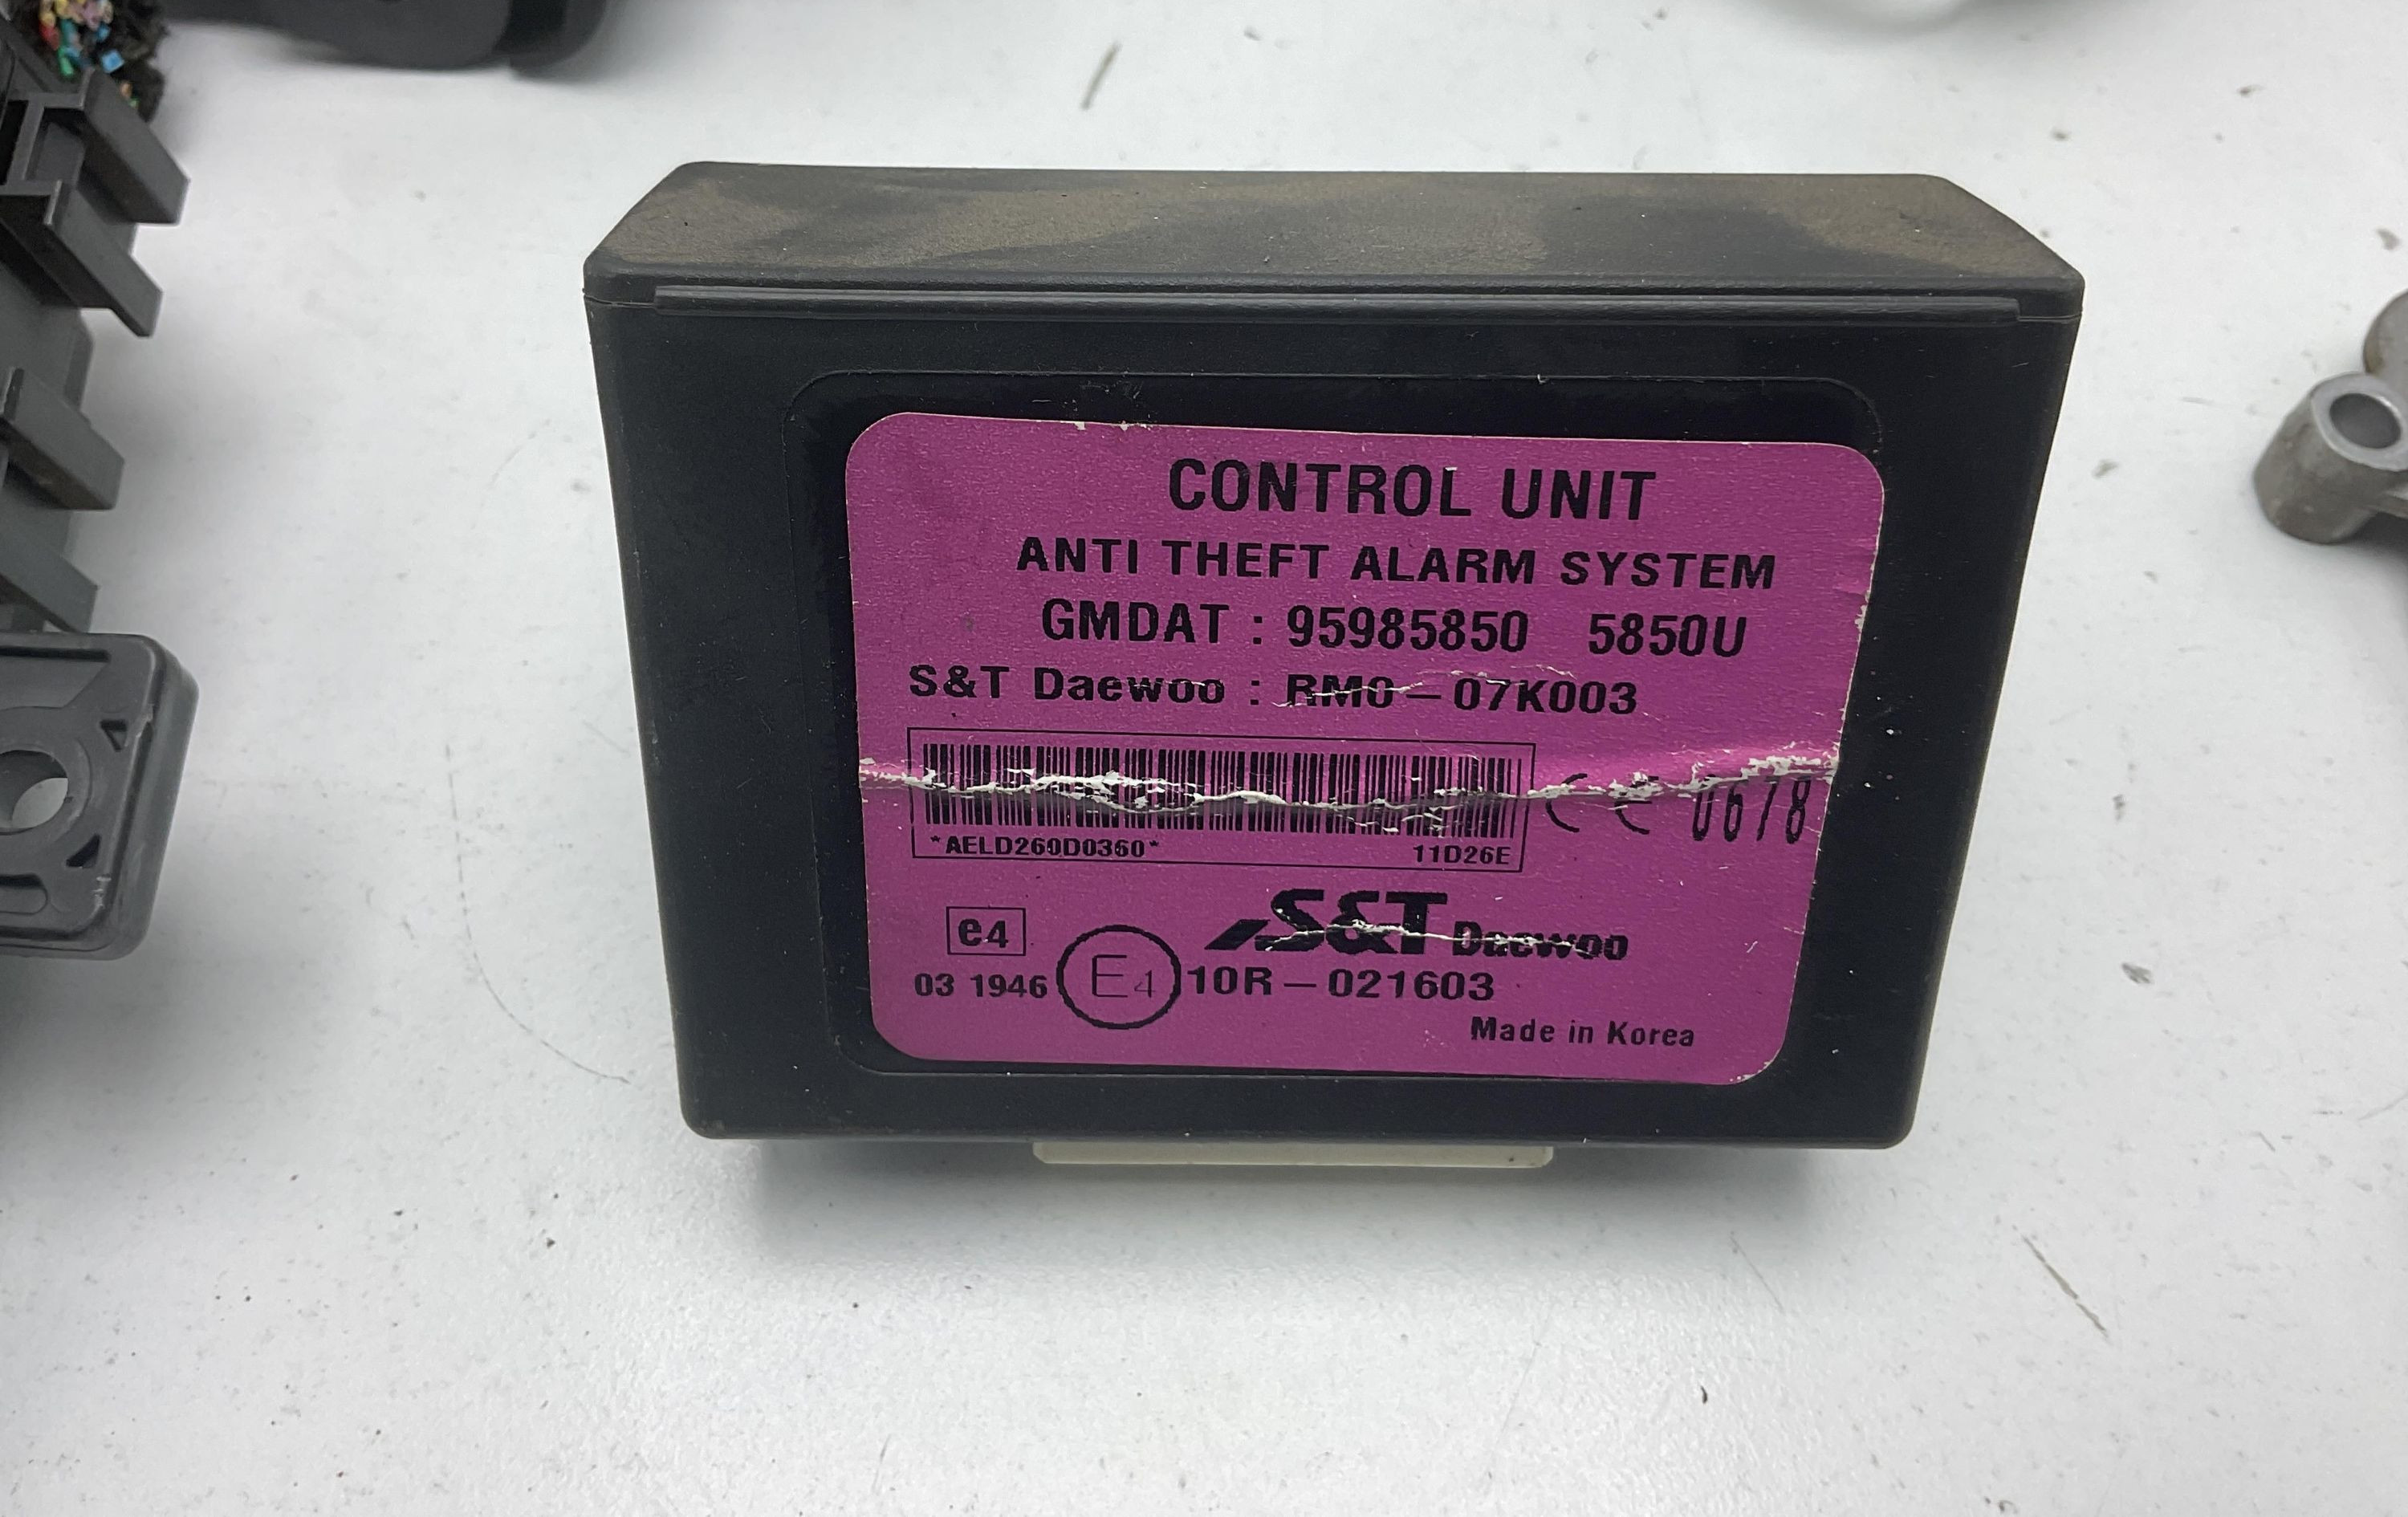 CONTROL UNIT
ANTI THEFT ALARM SYSTEM
GMDAT : 95985850 5850U
S&T Daewoo : RM0-07K003
*AELD260D0360* 11D26E
CE 0678
e4
S&T Daewoo
03 1946 E4 10R-021603
Made in Korea